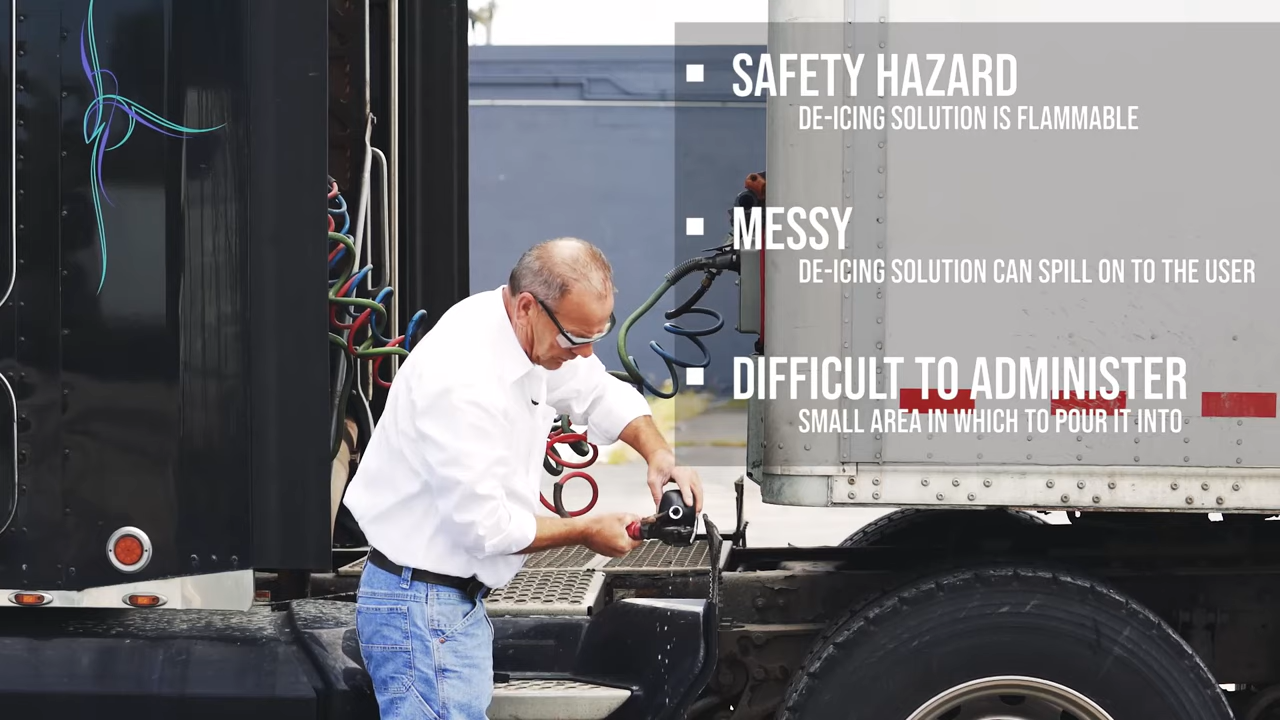 SAFETY HAZARD
DE-ICING SOLUTION IS FLAMMABLE
MESSY
DE-ICING SOLUTION CAN SPILL ON TO THE USER
DIFFICULT TO ADMINISTER
SMALL AREA IN WHICH TO POUR IT INTO